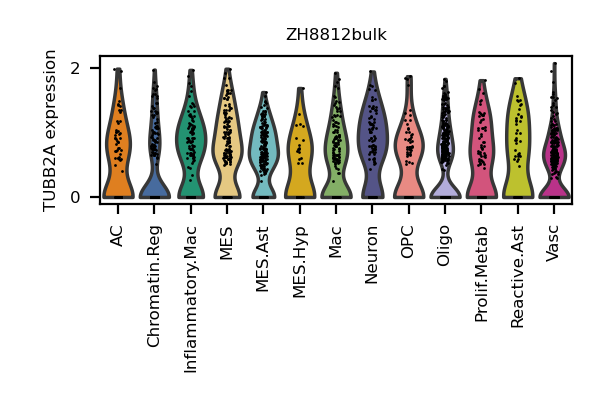 ZH8812bulk
TUBB2A expression
2
0
AC
Chromatin.Reg
Inflammatory.Mac
MES
MES.Ast
MES.Hyp
Mac
Neuron
OPC
Oligo
Prolif.Metab
Reactive.Ast
Vasc